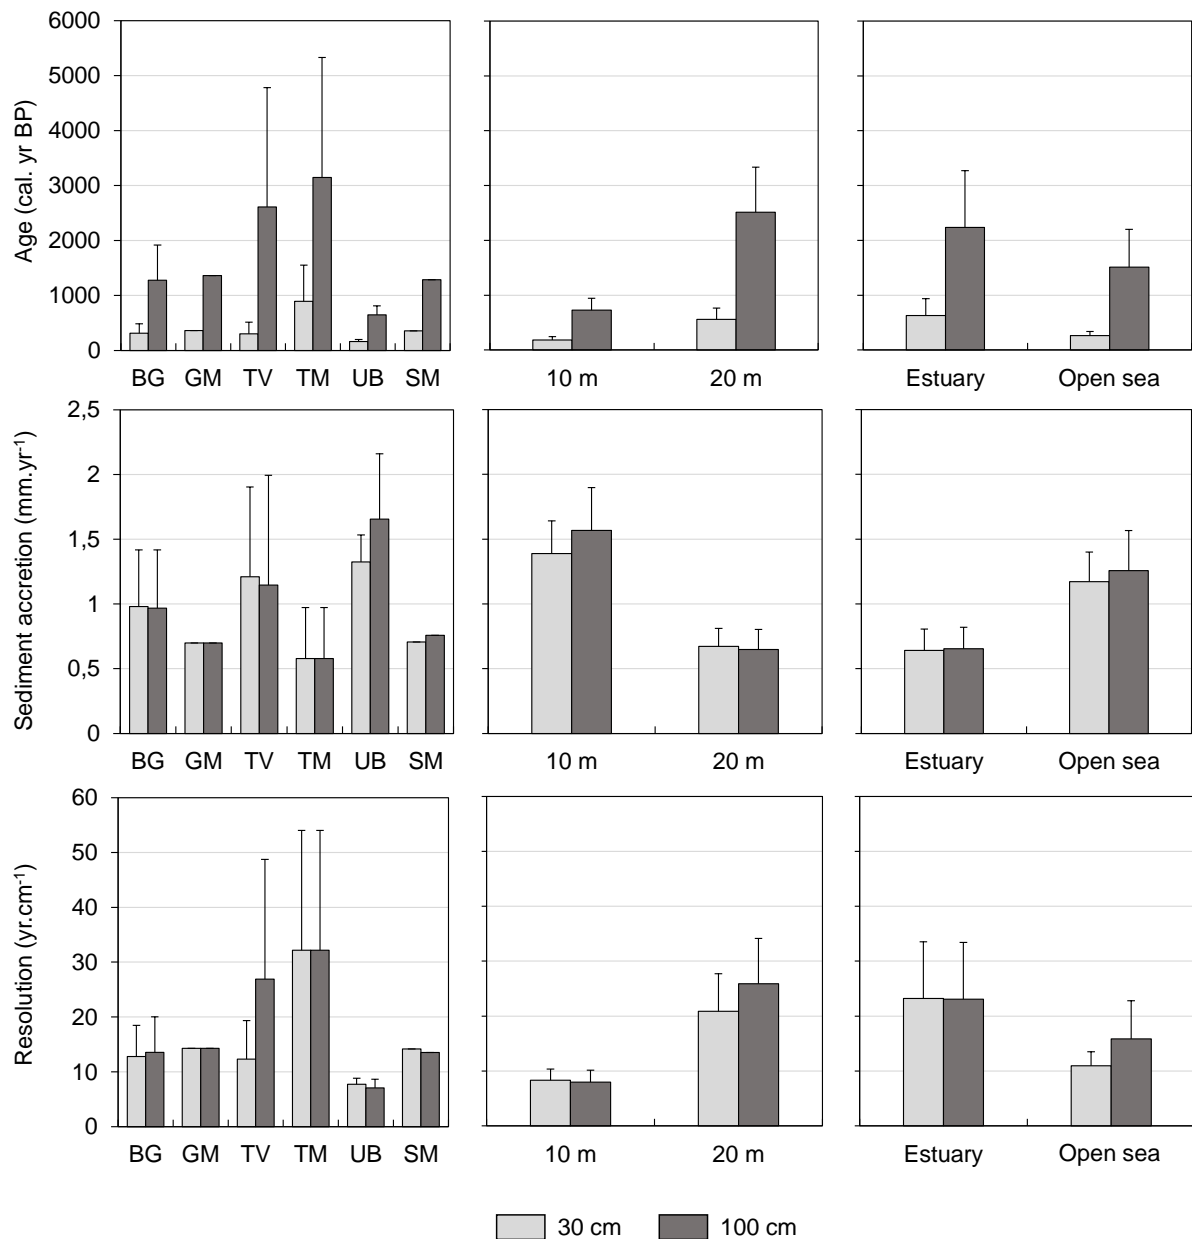 6000
5000
4000
3000
2000
1000
0
Age (cal. yr BP)
BG GM TV TM UB SM
10 m 20 m
Estuary Open sea
2,5
2
1,5
1
0,5
0
Sediment accretion (mm.yr-1)
BG GM TV TM UB SM
10 m 20 m
Estuary Open sea
60
50
40
30
20
10
0
Resolution (yr.cm-1)
BG GM TV TM UB SM
10 m 20 m
Estuary Open sea
30 cm 100 cm